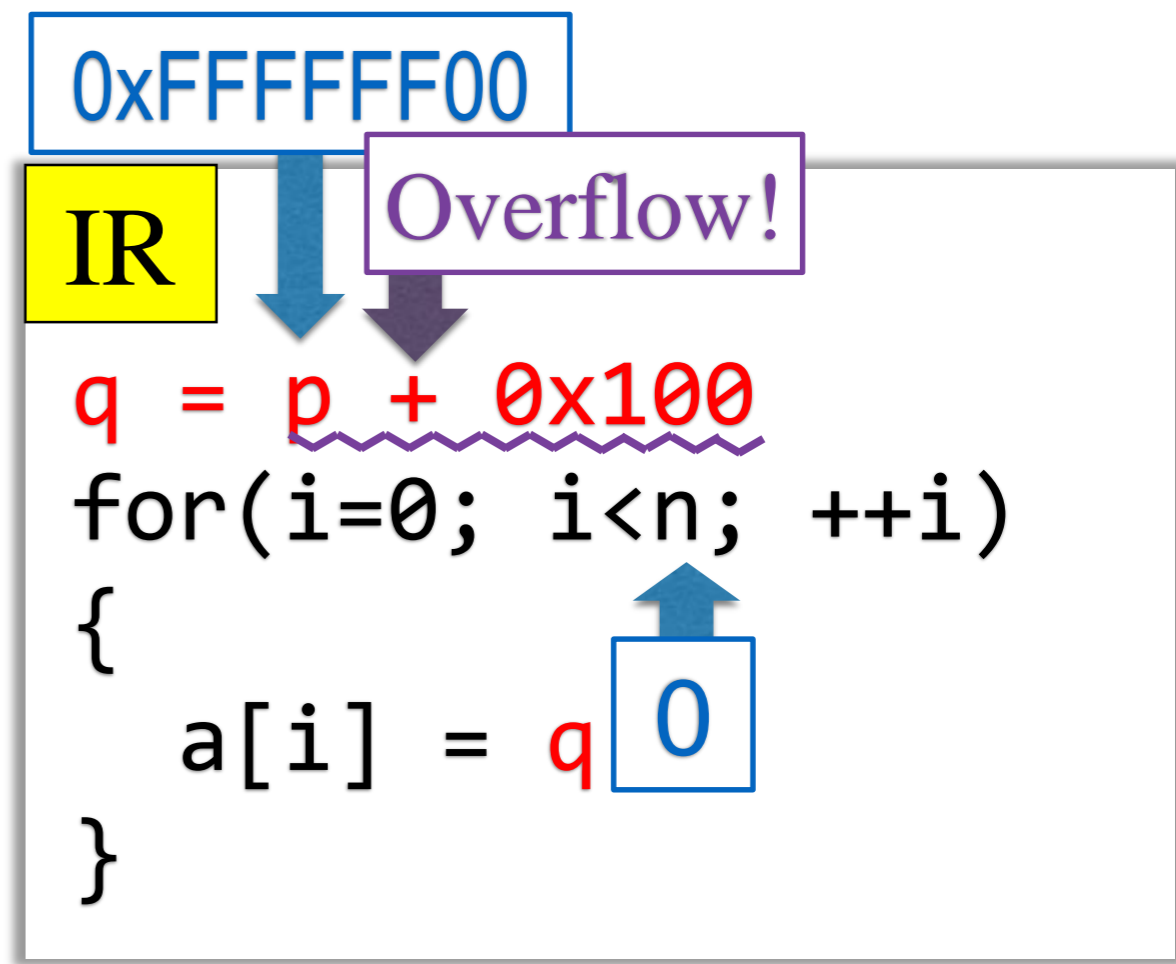 0xFFFFFF00
Overflow!
IR
q = p + 0x100
for(i=0; i<n; ++i)
{
a[i] = q
0
}